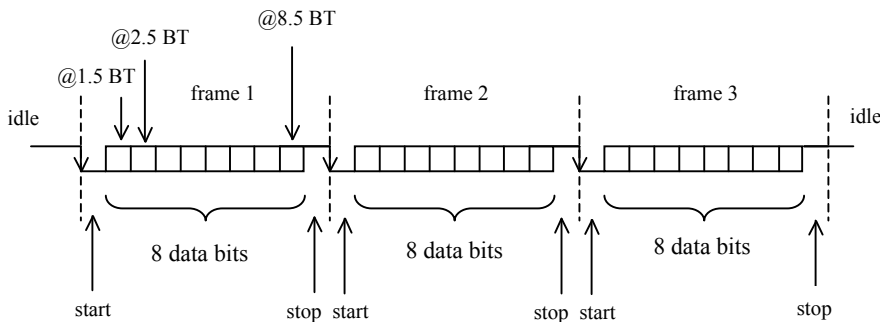 @8.5 BT
@2.5 BT
@1.5 BT
frame 1
frame 2
frame 3
idle
idle
8 data bits
8 data bits
8 data bits
start
stop
start
stop
start
stop